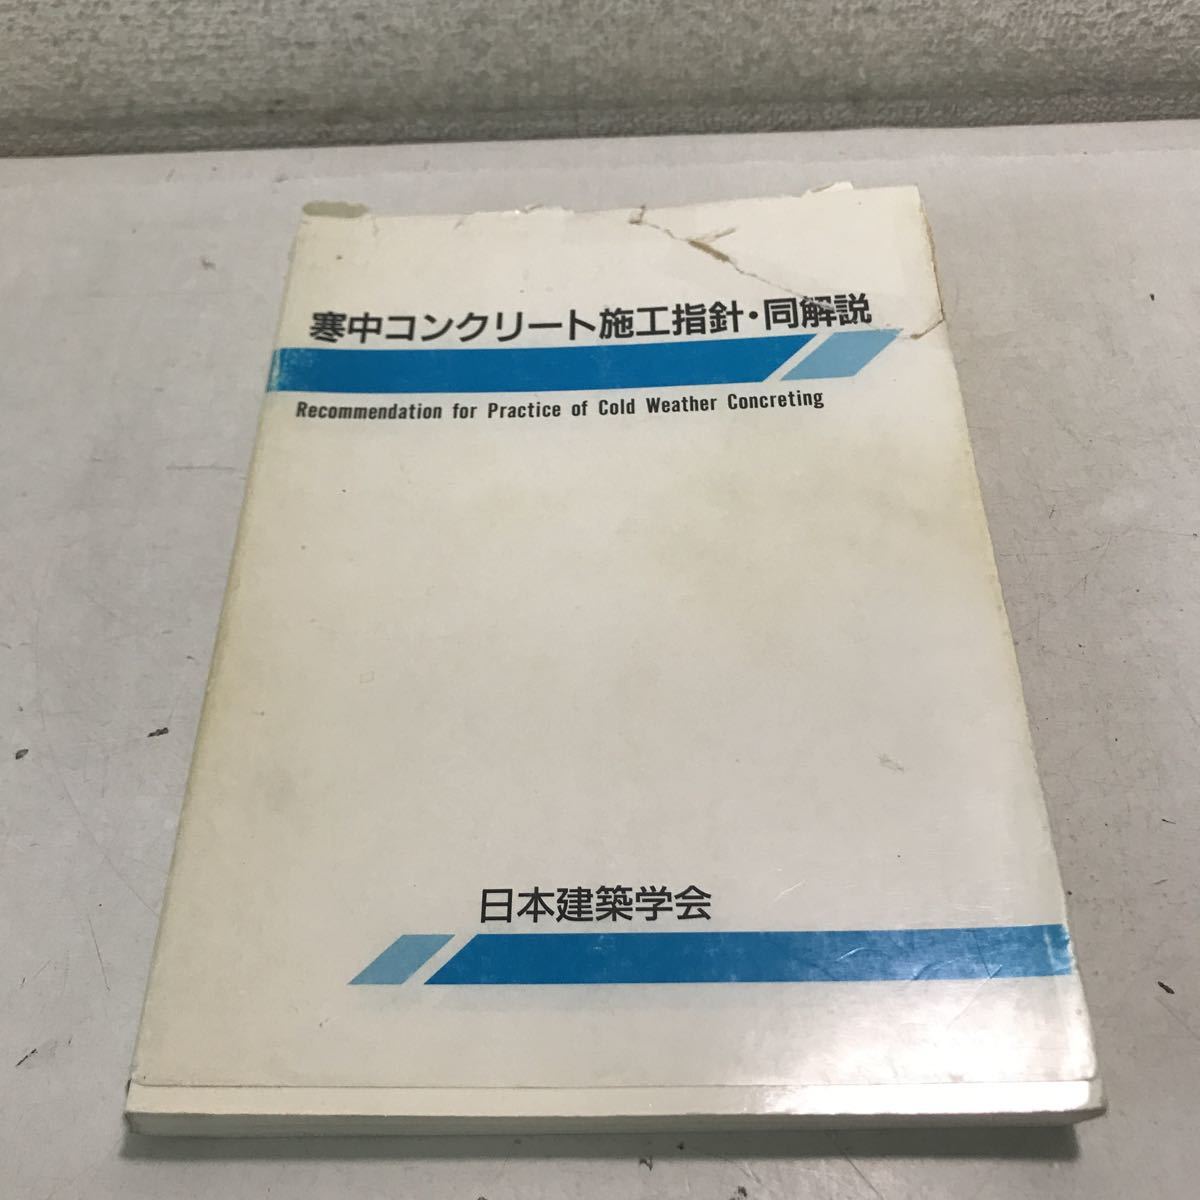 寒中コンクリート施工指針・同解説
Recommendation for Practice of Cold Weather Concreting
日本建築学会